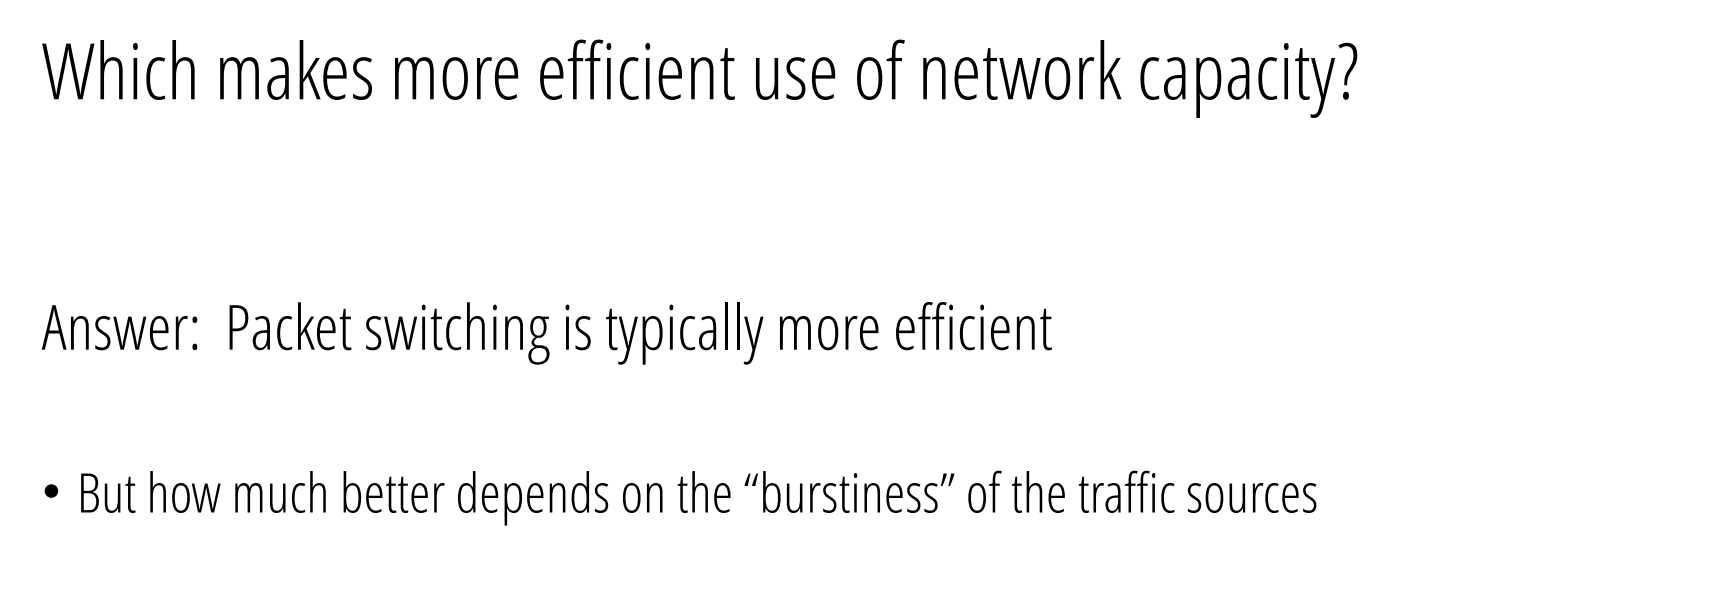 Which makes more efficient use of network capacity?
Answer:  Packet switching is typically more efficient
• But how much better depends on the “burstiness” of the traffic sources